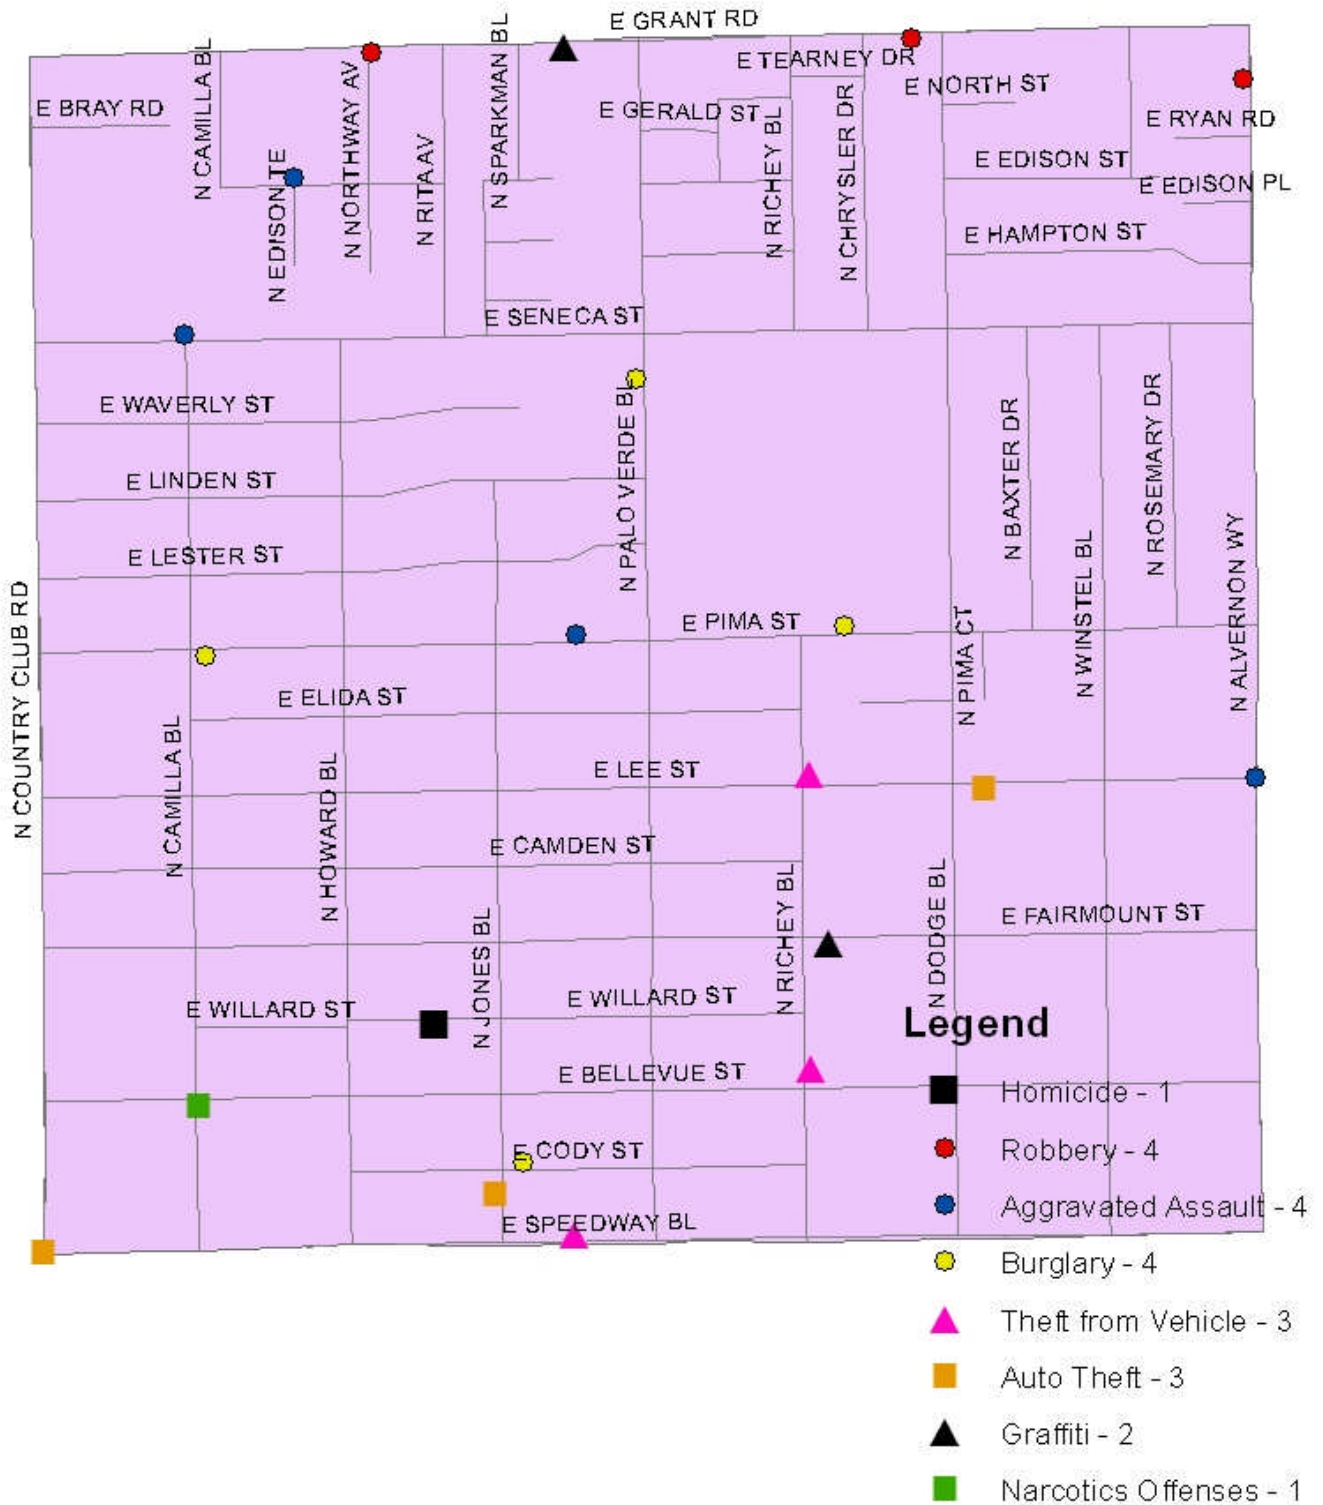 E GRANT RD
E TEARNEY DR
E NORTH ST
E BRAY RD
N CAMILLA BL
N NORTHWAY AV
N SPARKMAN BL
E GERALD ST
E RYAN RD
N EDISON TE
N RITA AV
N RICHEY BL
N CHRYSLER DR
E EDISON ST
E EDISON PL
E HAMPTON ST
E SENECA ST
E WAVERLY ST
N PALO VERDE BL
N BAXTER DR
N ROSEMARY DR
E LINDEN ST
E LESTER ST
N WINSTEL BL
N ALVERNON WY
N COUNTRY CLUB RD
E PIMA ST
N PIMA CT
E ELIDA ST
N CAMILLA BL
N HOWARD BL
E LEE ST
E CAMDEN ST
N RICHEY BL
N DODGE BL
E FAIRMOUNT ST
N JONES BL
E WILLARD ST
E WILLARD ST
E BELLEVUE ST
E CODY ST
E SPEEDWAY BL
Legend
Homicide - 1
Robbery - 4
Aggravated Assault - 4
Burglary - 4
Theft from Vehicle - 3
Auto Theft - 3
Graffiti - 2
Narcotics Offenses - 1